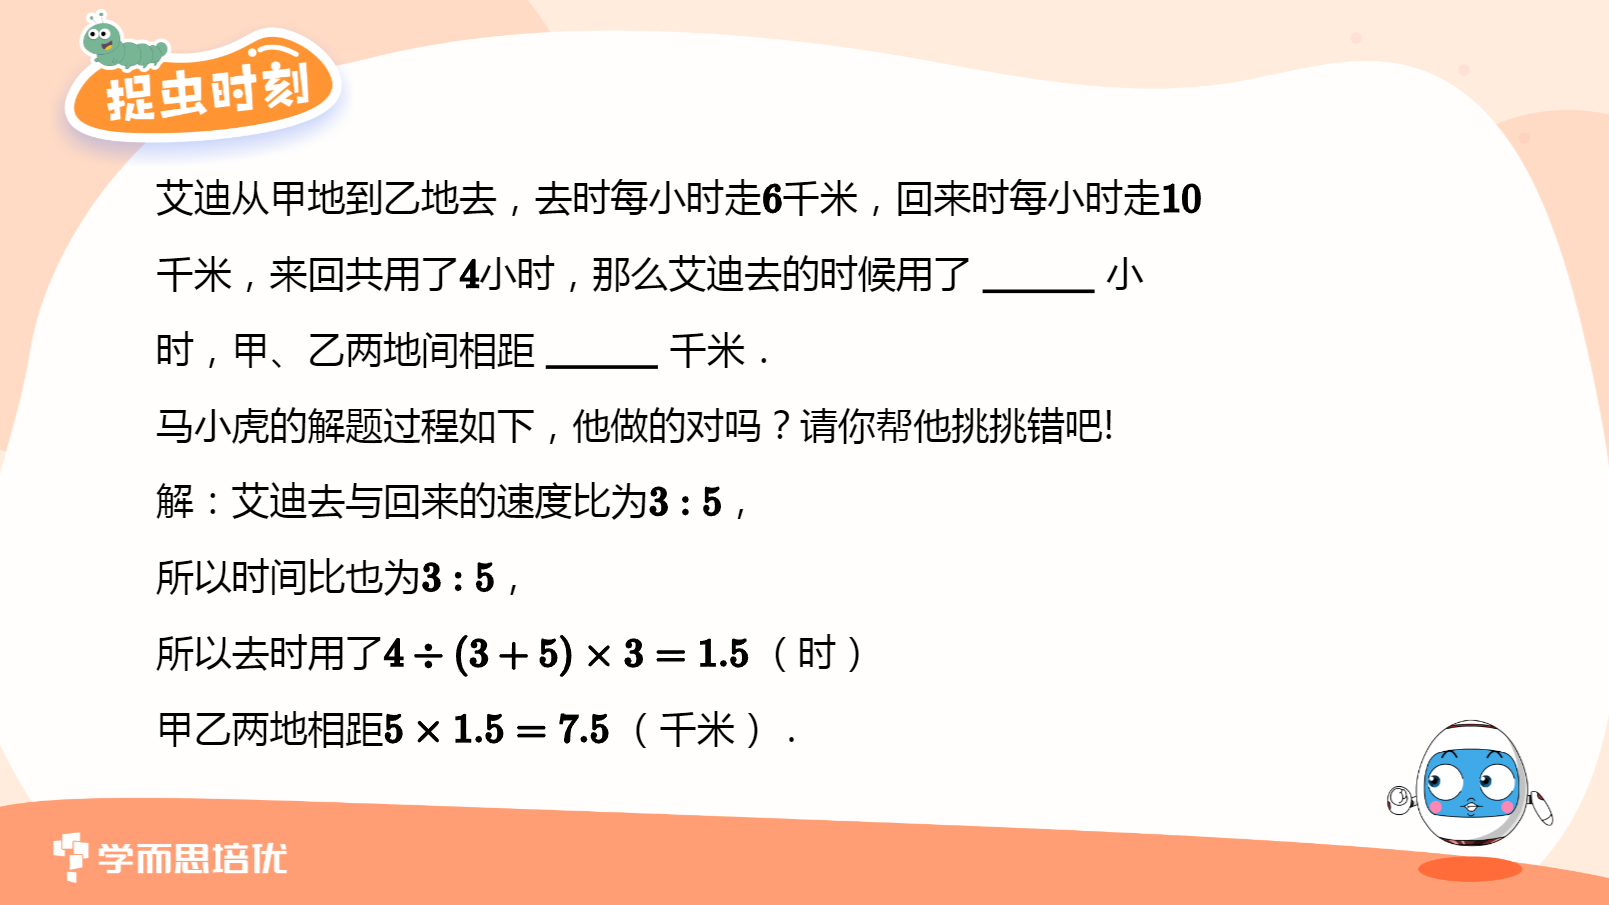 捉虫时刻
艾迪从甲地到乙地去，去时每小时走6千米，回来时每小时走10
千米，来回共用了4小时，那么艾迪去的时候用了 ______ 小
时，甲、乙两地间相距 ______ 千米．
马小虎的解题过程如下，他做的对吗？请你帮他挑挑错吧!
解：艾迪去与回来的速度比为3 : 5，
所以时间比也为3 : 5，
所以去时用了4 ÷ (3 + 5) × 3 = 1.5（时）
甲乙两地相距5 × 1.5 = 7.5（千米）．
学而思培优